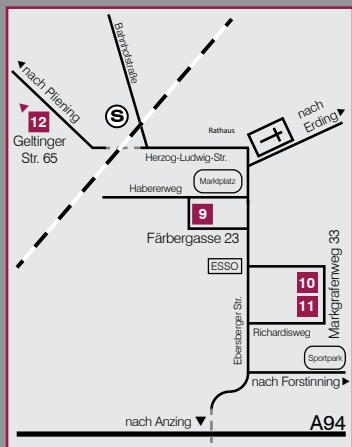 Bahnhofstraße
nach Pliening
12
Geltinger
Str. 65
S
Rathaus
nach
Erding
Herzog-Ludwig-Str.
Marktplatz
Habererweg
9
Färbergasse 23
ESSO
10
11
Markgrafenweg 33
Ebersberger Str.
Richardisweg
Sportpark
nach Forstinning
nach Anzing
A94